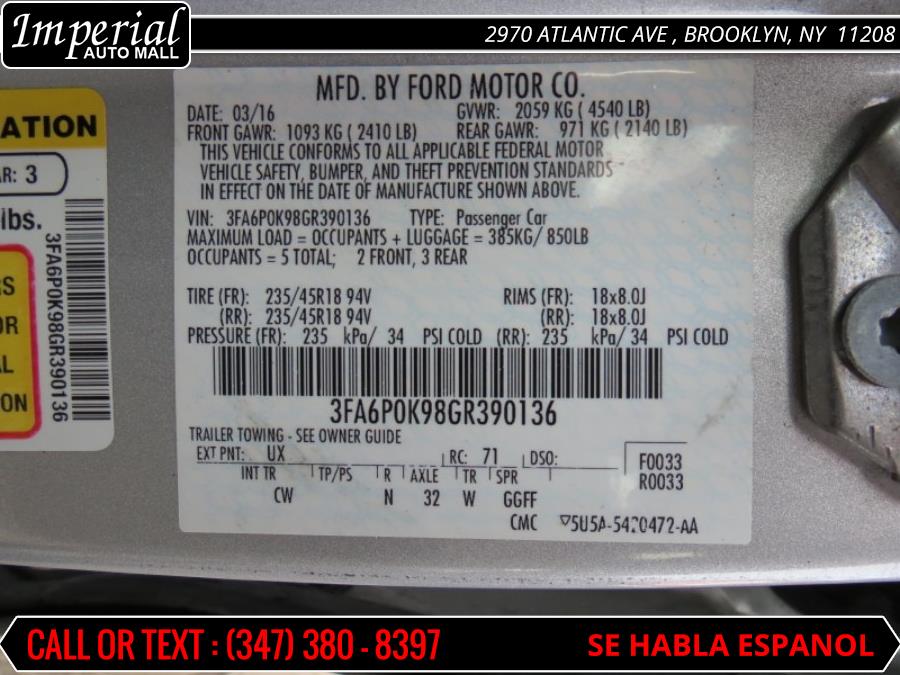 Imperial
AUTO MALL
2970 ATLANTIC AVE , BROOKLYN, NY 11208
ATION
AR: 3
lbs.
3FA6P0K98GR390136
RS
OR
AL
ON
MFD. BY FORD MOTOR CO.
DATE: 03/16 GVWR: 2059 KG ( 4540 LB)
FRONT GAWR: 1093 KG ( 2410 LB) REAR GAWR: 971 KG ( 2140 LB)
THIS VEHICLE CONFORMS TO ALL APPLICABLE FEDERAL MOTOR
VEHICLE SAFETY, BUMPER, AND THEFT PREVENTION STANDARDS
IN EFFECT ON THE DATE OF MANUFACTURE SHOWN ABOVE.
VIN: 3FA6P0K98GR390136 TYPE: Passenger Car
MAXIMUM LOAD = OCCUPANTS + LUGGAGE = 385KG/ 850LB
OCCUPANTS = 5 TOTAL; 2 FRONT, 3 REAR
TIRE (FR): 235/45R18 94V RIMS (FR): 18x8.0J
(RR): 235/45R18 94V (RR): 18x8.0J
PRESSURE (FR): 235 kPa/ 34 PSI COLD (RR): 235 kPa/ 34 PSI COLD
3FA6P0K98GR390136
TRAILER TOWING - SEE OWNER GUIDE
EXT PNT: UX RC: 71 DSO: F0033
INT TR TP/PS R AXLE TR SPR R0033
CW N 32 W GGFF
CMC ▽5U5A-5420472-AA
CALL OR TEXT : (347) 380 - 8397
SE HABLA ESPANOL